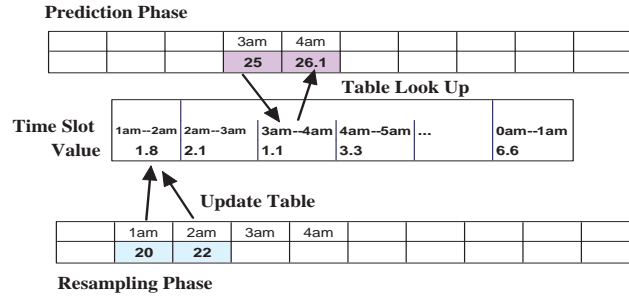 Prediction Phase
3am 4am
25 26.1
Table Look Up
Time Slot 1am--2am 2am--3am 3am--4am 4am--5am ... 0am--1am
Value 1.8 2.1 1.1 3.3 6.6
Update Table
1am 2am 3am 4am
20 22
Resampling Phase